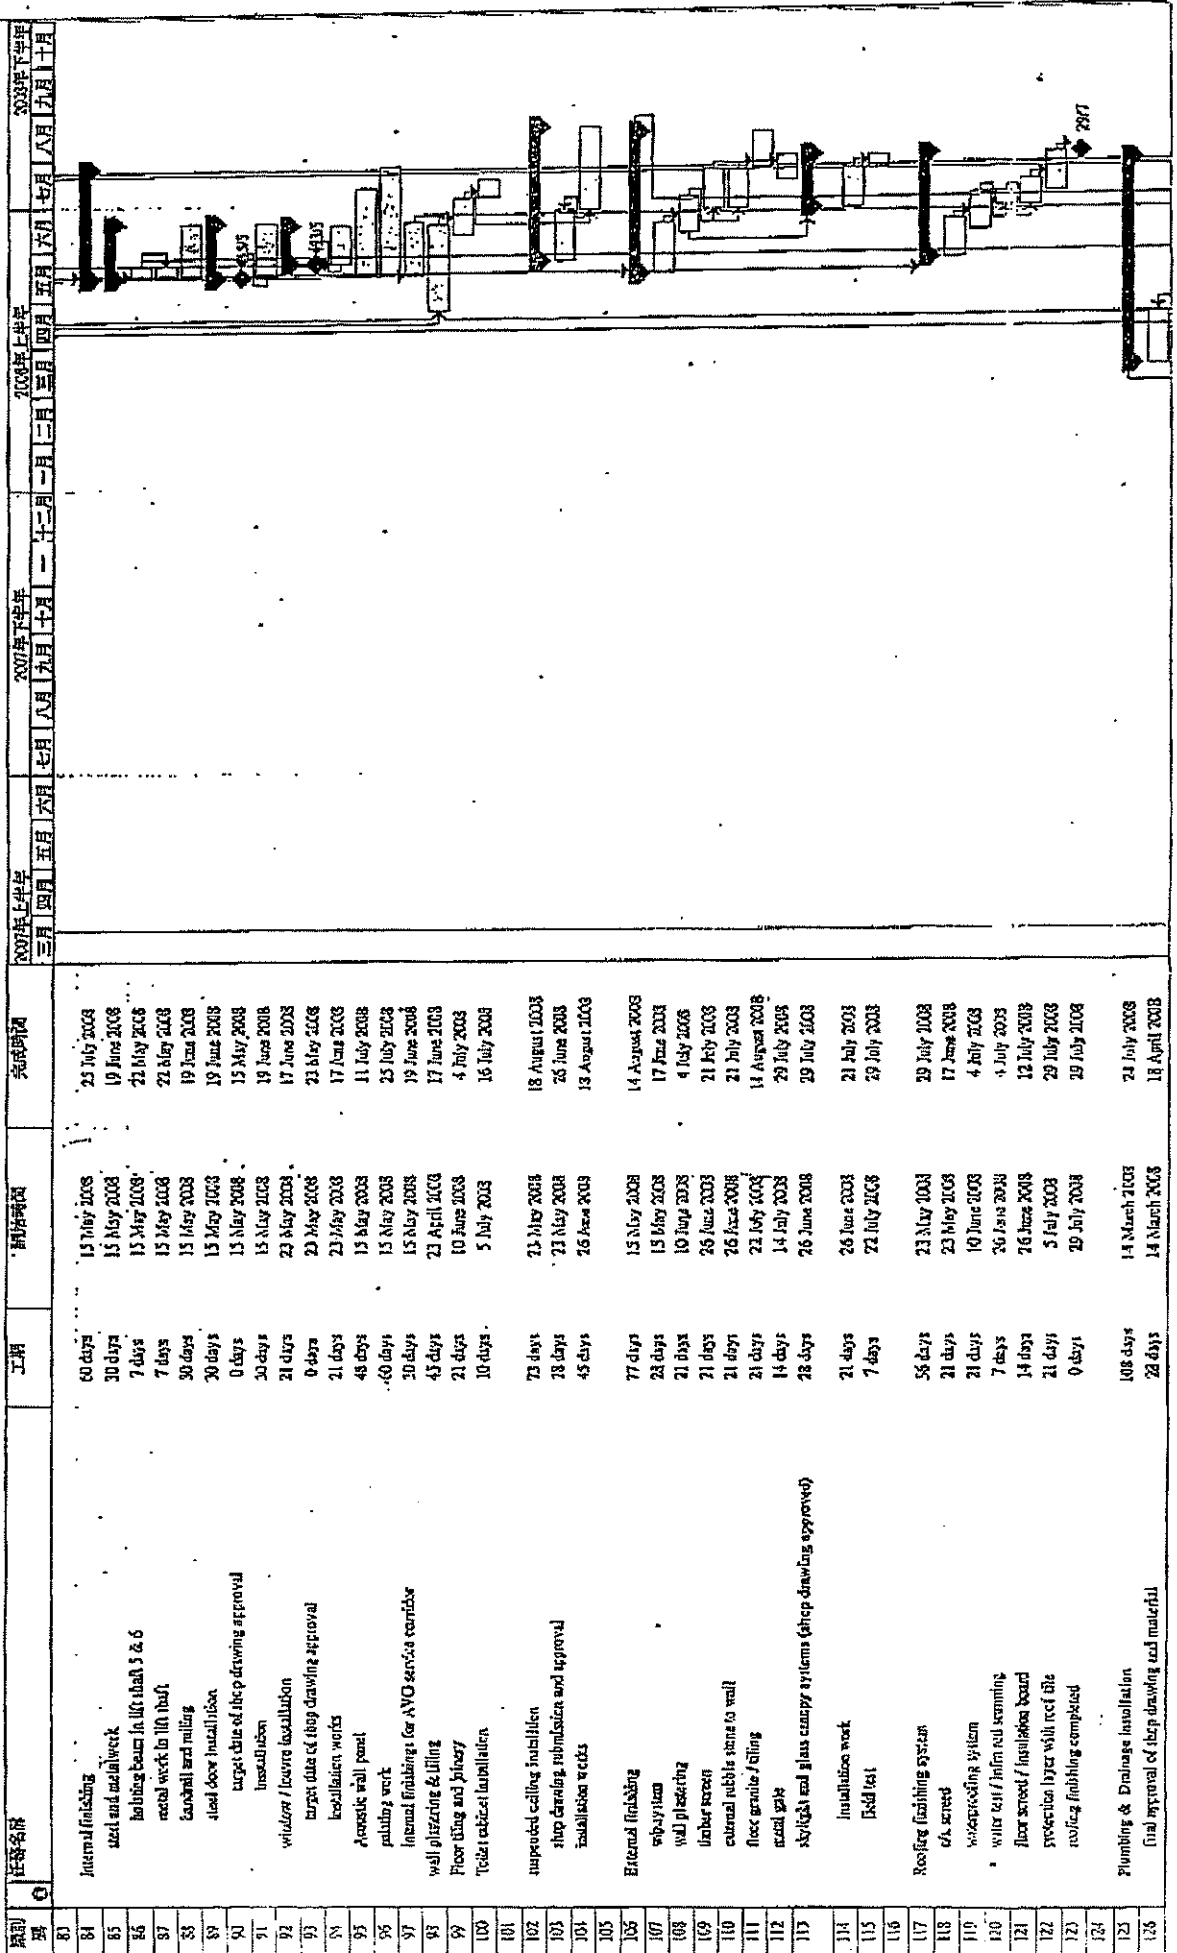 識別碼 任務名稱 工期 開始時間 完成時間 2007年上半年 2007年下半年 2008年上半年 2008年下半年
三月 四月 五月 六月 七月 八月 九月 十月 十一 十二月 一月 二月 三月 四月 五月 六月 七月 八月 九月 十月
83
84 Internal finishing 60 days 15 May 2008 25 July 2008
85 steel and metalwork 30 days 15 May 2008 19 June 2008
86 hoisting beam in lift shaft 5 & 6 7 days 15 May 2008 22 May 2008
87 metal work in lift shaft 7 days 15 May 2008 22 May 2008
88 handrail and railing 30 days 15 May 2008 19 June 2008
89 steel door installation 30 days 15 May 2008 19 June 2008
90 target date of shop drawing approval 0 days 15 May 2008 15 May 2008 15/5
91 Installation 30 days 15 May 2008 19 June 2008
92 window / louvre installation 21 days 23 May 2008 17 June 2008
93 target date of shop drawing approval 0 days 23 May 2008 23 May 2008
94 Installation works 21 days 23 May 2008 17 June 2008
95 Acoustic wall panel 48 days 15 May 2008 11 July 2008
96 painting work 60 days 15 May 2008 25 July 2008
97 Internal finishings for AVO service corridor 30 days 15 May 2008 19 June 2008
98 wall plastering & tiling 45 days 23 April 2008 17 June 2008
99 Floor tiling and joinery 21 days 10 June 2008 4 July 2008
100 Toilet cabinet installation 10 days 5 July 2008 16 July 2008
101
102 suspended ceiling installation 73 days 23 May 2008 18 August 2008
103 shop drawing submission and approval 28 days 23 May 2008 26 June 2008
104 installation works 45 days 26 June 2008 18 August 2008
105
106 External finishing 77 days 15 May 2008 14 August 2008
107 28 days 15 May 2008 17 June 2008
108 wall plastering 21 days 10 June 2008 4 July 2008
109 timber screen 21 days 26 June 2008 21 July 2008
110 external rubble stone to wall 21 days 26 June 2008 21 July 2008
111 floor granite / tiling 21 days 22 July 2008 14 August 2008
112 metal gate 14 days 14 July 2008 29 July 2008
113 skylight and glass canopy systems (shop drawing approved) 28 days 26 June 2008 29 July 2008
114 Installation work 21 days 26 June 2008 21 July 2008
115 field test 7 days 22 July 2008 29 July 2008
116
117 Roofing finishing system 56 days 23 May 2008 29 July 2008
118 c/s screed 21 days 23 May 2008 17 June 2008
119 waterproofing system 21 days 10 June 2008 4 July 2008
120 water test / infra red scanning 7 days 26 June 2008 4 July 2008
121 floor screed / insulation board 14 days 26 June 2008 12 July 2008
122 protection layer with roof tile 21 days 5 July 2008 29 July 2008
123 roofing finishing completed 0 days 29 July 2008 29 July 2008 29/7
124
125 Plumbing & Drainage Installation 108 days 14 March 2008 24 July 2008
126 final approval of shop drawing and material 28 days 14 March 2008 18 April 2008